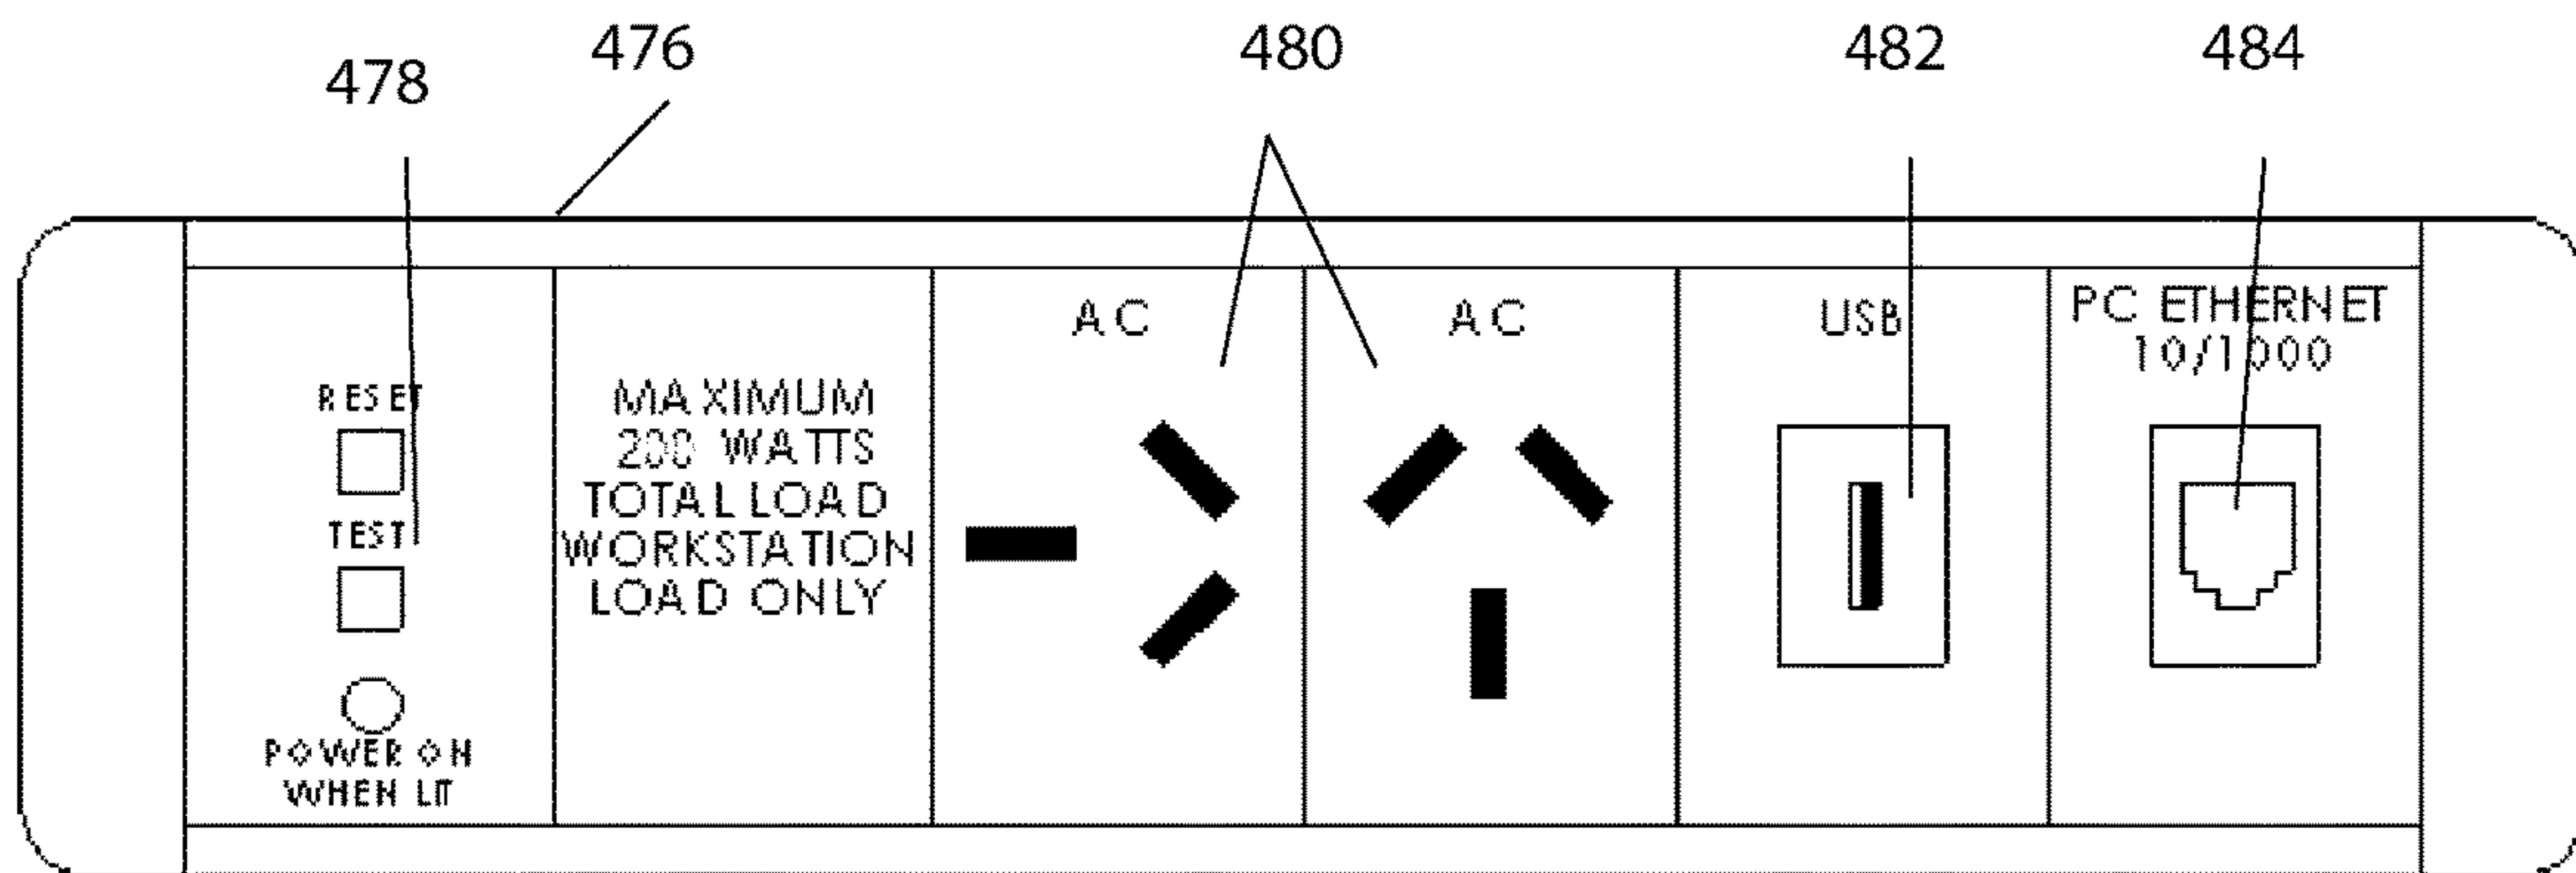 478
476
480
482
484
RESET
TEST
POWER ON
WHEN LIT
MAXIMUM
200 WATTS
TOTAL LOAD
WORKSTATION
LOAD ONLY
AC
AC
USB
PC ETHERNET
10/1000